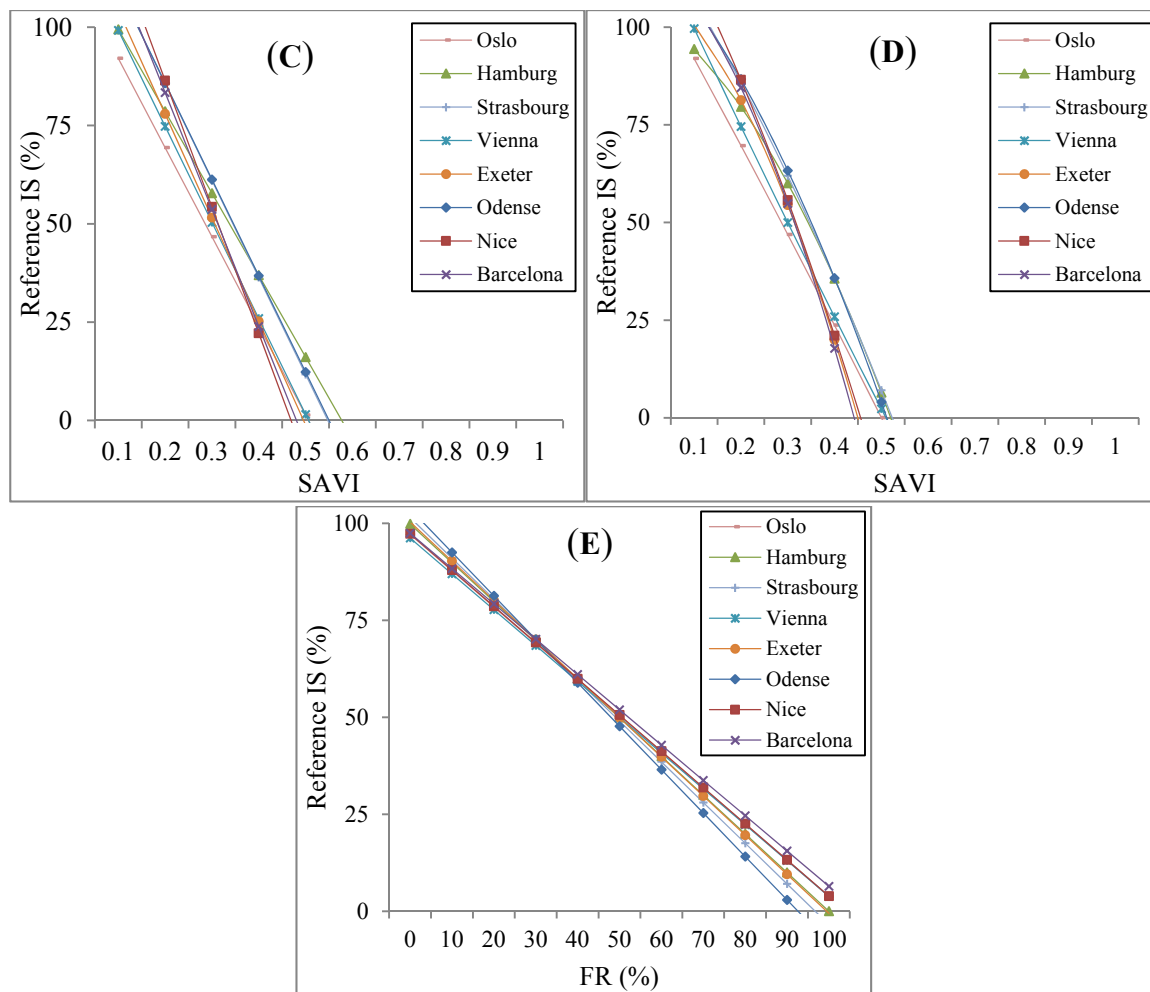 (C)
Reference IS (%)
100
75
50
25
0
0.1 0.2 0.3 0.4 0.5 0.6 0.7 0.8 0.9 1
SAVI
Oslo
Hamburg
Strasbourg
Vienna
Exeter
Odense
Nice
Barcelona
(D)
Reference IS (%)
100
75
50
25
0
0.1 0.2 0.3 0.4 0.5 0.6 0.7 0.8 0.9 1
SAVI
Oslo
Hamburg
Strasbourg
Vienna
Exeter
Odense
Nice
Barcelona
(E)
Reference IS (%)
100
75
50
25
0
0 10 20 30 40 50 60 70 80 90 100
FR (%)
Oslo
Hamburg
Strasbourg
Vienna
Exeter
Odense
Nice
Barcelona